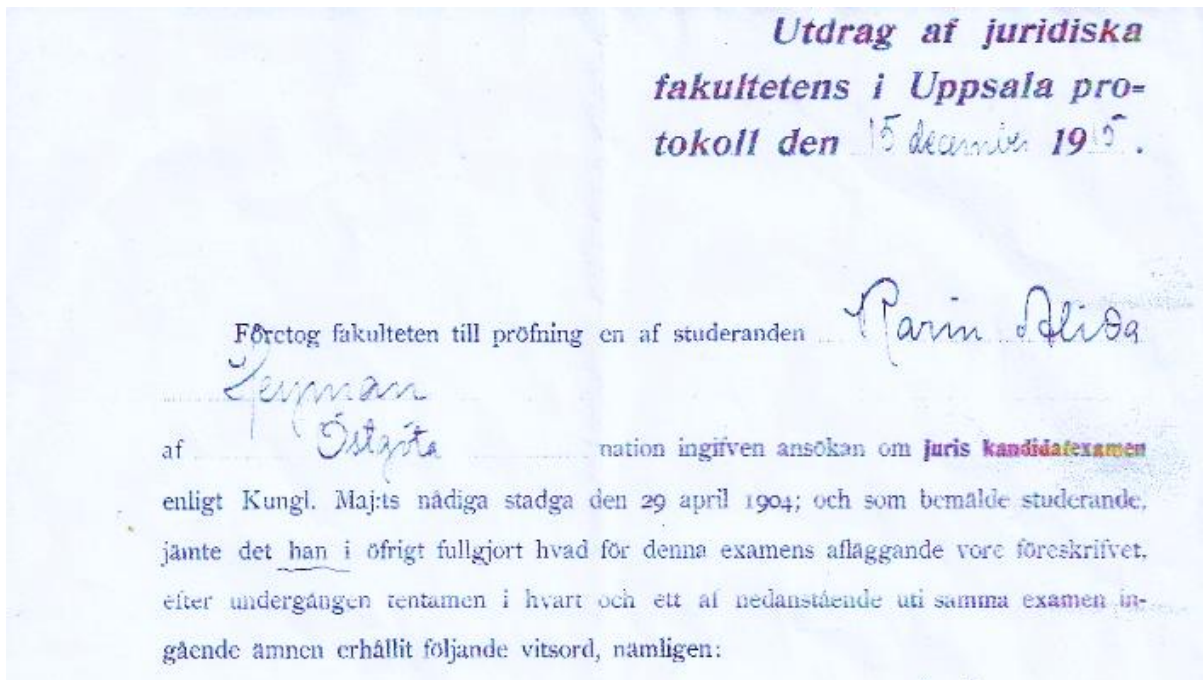 Utdrag af juridiska
fakultetens i Uppsala pro=
tokoll den 15 december 1915.
Företog fakulteten till pröfning en af studeranden Karin Alida
Heyman
af Östgöta nation ingifven ansökan om juris kandidatexamen
enligt Kungl. Maj:ts nådiga stadga den 29 april 1904; och som bemälde studerande,
jämte det han i öfrigt fullgjort hvad för denna examens afläggande vore föreskrifvet,
efter undergången tentamen i hvart och ett af nedanstående uti samma examen in-
gående ämnen erhållit följande vitsord, nämligen: